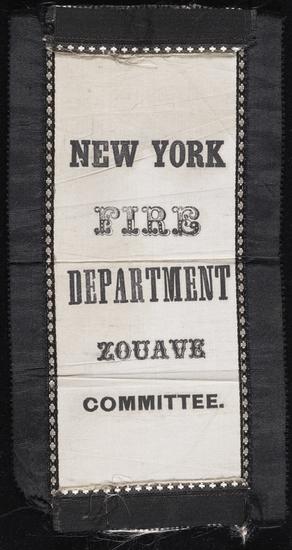 NEW YORK
FIRE
DEPARTMENT
ZOUAVE
COMMITTEE.